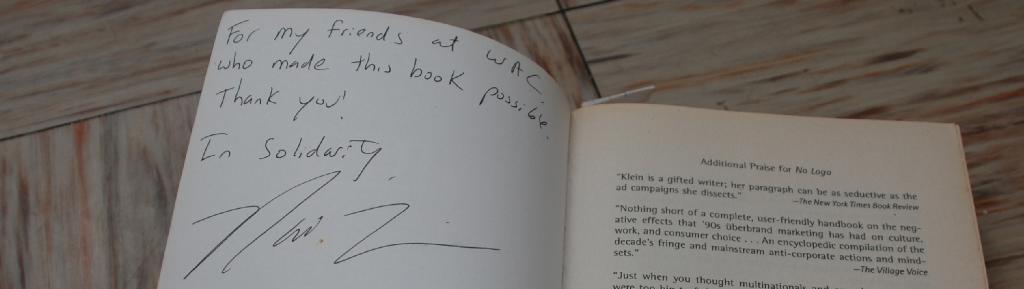 For my friends at WAC
who made this book possible.
Thank you!
In Solidarity,
Additional Praise for No Logo
"Klein is a gifted writer; her paragraph can be as seductive as the
ad campaigns she dissects."
—The New York Times Book Review
"Nothing short of a complete, user-friendly handbook on the neg-
ative effects that '90s überbrand marketing has had on culture,
work, and consumer choice . . . An encyclopedic compilation of the
decade's fringe and mainstream anti-corporate actions and mind-
sets."
—The Village Voice
"Just when you thought multinationals and
were too